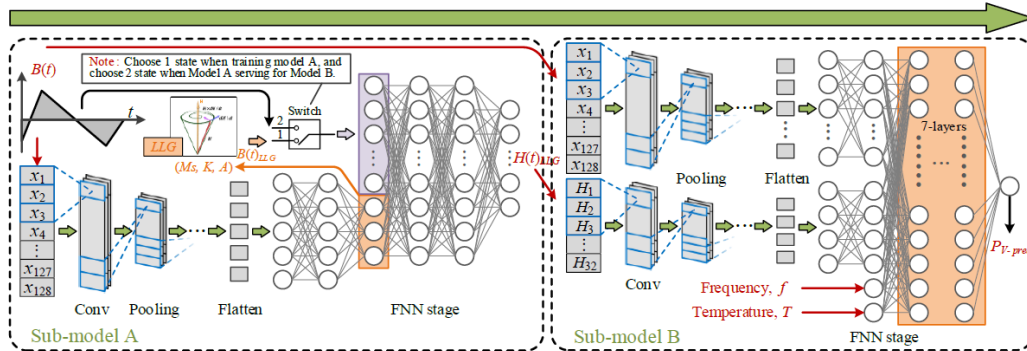 Note: Choose 1 state when training model A, and
choose 2 state when Model A serving for Model B.
B(t)
t
LLG
(Ms, K, A)
B(t)LLG
Switch
2
1
x1
x2
x3
x4
⋮
x127
x128
Conv
Pooling
Flatten
FNN stage
Sub-model A
H(t)LLG
x1
x2
x3
x4
⋮
x127
x128
Pooling
Flatten
7-layers
H1
H2
H3
⋮
H32
Conv
Pooling
Flatten
Frequency, f
Temperature, T
FNN stage
PV-pre
Sub-model B